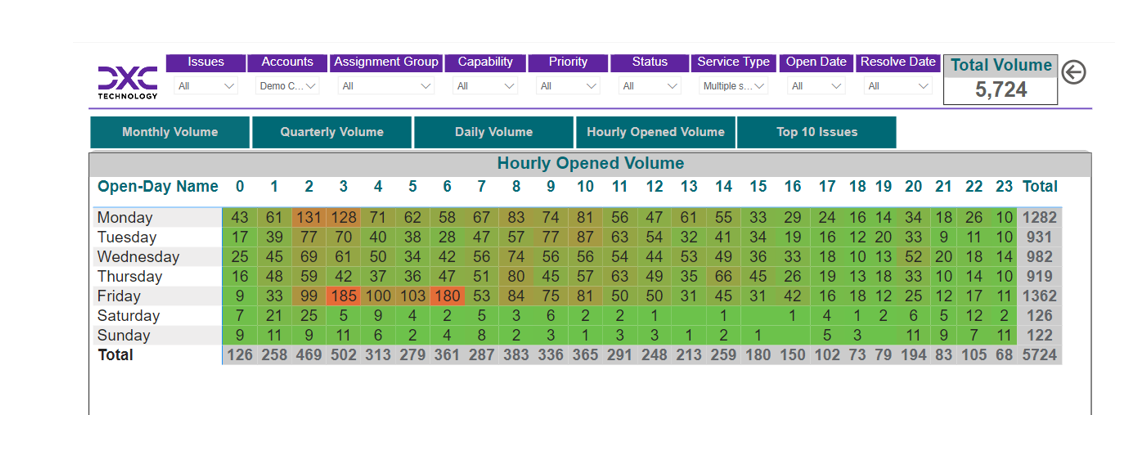 Issues Accounts Assignment Group Capability Priority Status Service Type Open Date Resolve Date Total Volume
DXC
TECHNOLOGY
All Demo C... All All All All Multiple s... All All 5,724
Monthly Volume Quarterly Volume Daily Volume Hourly Opened Volume Top 10 Issues
Hourly Opened Volume
Open-Day Name 0 1 2 3 4 5 6 7 8 9 10 11 12 13 14 15 16 17 18 19 20 21 22 23 Total
Monday 43 61 131 128 71 62 58 67 83 74 81 56 47 61 55 33 29 24 16 14 34 18 26 10 1282
Tuesday 17 39 77 70 40 38 28 47 57 77 87 63 54 32 41 34 19 16 12 20 33 9 11 10 931
Wednesday 25 45 69 61 50 34 42 56 74 56 56 54 44 53 49 36 33 18 10 13 52 20 18 14 982
Thursday 16 48 59 42 37 36 47 51 80 45 57 63 49 35 66 45 26 19 13 18 33 10 14 10 919
Friday 9 33 99 185 100 103 180 53 84 75 81 50 50 31 45 31 42 16 18 12 25 12 17 11 1362
Saturday 7 21 25 5 9 4 2 5 3 6 2 2 1 1 1 4 1 2 6 5 12 2 126
Sunday 9 11 9 11 6 2 4 8 2 3 1 3 3 1 2 1 5 3 11 9 7 11 122
Total 126 258 469 502 313 279 361 287 383 336 365 291 248 213 259 180 150 102 73 79 194 83 105 68 5724